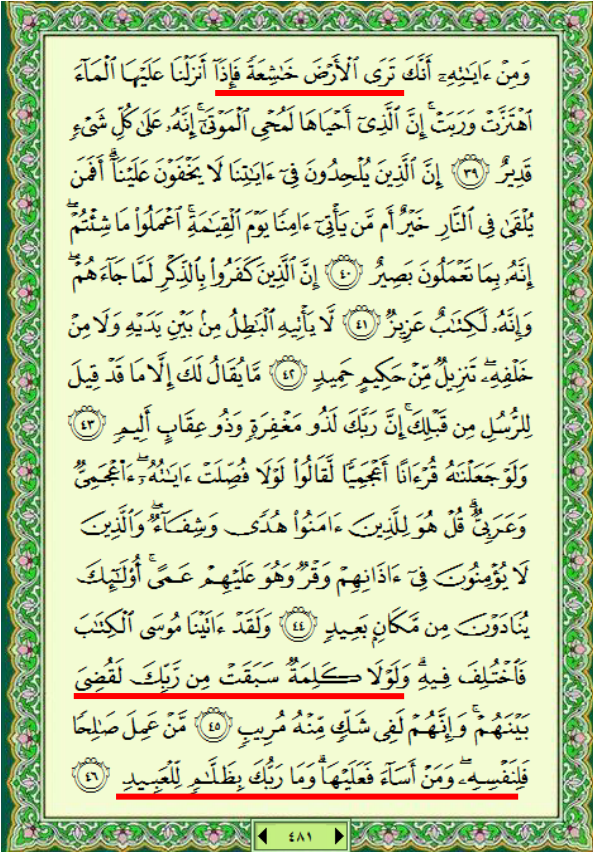 وَمِنْ ءَايَٰتِهِۦٓ أَنَّكَ تَرَى ٱلْأَرْضَ خَٰشِعَةً فَإِذَآ أَنزَلْنَا عَلَيْهَا ٱلْمَآءَ
ٱهْتَزَّتْ وَرَبَتْ ۚ إِنَّ ٱلَّذِىٓ أَحْيَاهَا لَمُحْىِ ٱلْمَوْتَىٰٓ ۚ إِنَّهُۥ عَلَىٰ كُلِّ شَىْءٍ
قَدِيرٌ ٣٩ إِنَّ ٱلَّذِينَ يُلْحِدُونَ فِىٓ ءَايَٰتِنَا لَا يَخْفَوْنَ عَلَيْنَآ ۗ أَفَمَن
يُلْقَىٰ فِى ٱلنَّارِ خَيْرٌ أَم مَّن يَأْتِىٓ ءَامِنًا يَوْمَ ٱلْقِيَٰمَةِ ۚ ٱعْمَلُوا۟ مَا شِئْتُمْ ۖ
إِنَّهُۥ بِمَا تَعْمَلُونَ بَصِيرٌ ٤٠ إِنَّ ٱلَّذِينَ كَفَرُوا۟ بِٱلذِّكْرِ لَمَّا جَآءَهُمْ ۖ
وَإِنَّهُۥ لَكِتَٰبٌ عَزِيزٌ ٤١ لَّا يَأْتِيهِ ٱلْبَٰطِلُ مِنۢ بَيْنِ يَدَيْهِ وَلَا مِنْ
خَلْفِهِۦ ۖ تَنزِيلٌ مِّنْ حَكِيمٍ حَمِيدٍ ٤٢ مَّا يُقَالُ لَكَ إِلَّا مَا قَدْ قِيلَ
لِلرُّسُلِ مِن قَبْلِكَ ۚ إِنَّ رَبَّكَ لَذُو مَغْفِرَةٍ وَذُو عِقَابٍ أَلِيمٍ ٤٣
وَلَوْ جَعَلْنَٰهُ قُرْءَانًا أَعْجَمِيًّا لَّقَالُوا۟ لَوْلَا فُصِّلَتْ ءَايَٰتُهُۥٓ ۖ ءَا۬عْجَمِىٌّ
وَعَرَبِىٌّ ۗ قُلْ هُوَ لِلَّذِينَ ءَامَنُوا۟ هُدًى وَشِفَآءٌ ۖ وَٱلَّذِينَ
لَا يُؤْمِنُونَ فِىٓ ءَاذَانِهِمْ وَقْرٌ وَهُوَ عَلَيْهِمْ عَمًى ۚ أُو۟لَٰٓئِكَ
يُنَادَوْنَ مِن مَّكَانٍۭ بَعِيدٍ ٤٤ وَلَقَدْ ءَاتَيْنَا مُوسَى ٱلْكِتَٰبَ
فَٱخْتُلِفَ فِيهِ ۗ وَلَوْلَا كَلِمَةٌ سَبَقَتْ مِن رَّبِّكَ لَقُضِىَ
بَيْنَهُمْ ۚ وَإِنَّهُمْ لَفِى شَكٍّ مِّنْهُ مُرِيبٍ ٤٥ مَّنْ عَمِلَ صَٰلِحًا
فَلِنَفْسِهِۦ ۖ وَمَنْ أَسَآءَ فَعَلَيْهَا ۗ وَمَا رَبُّكَ بِظَلَّٰمٍ لِّلْعَبِيدِ ٤٦
٤٨١